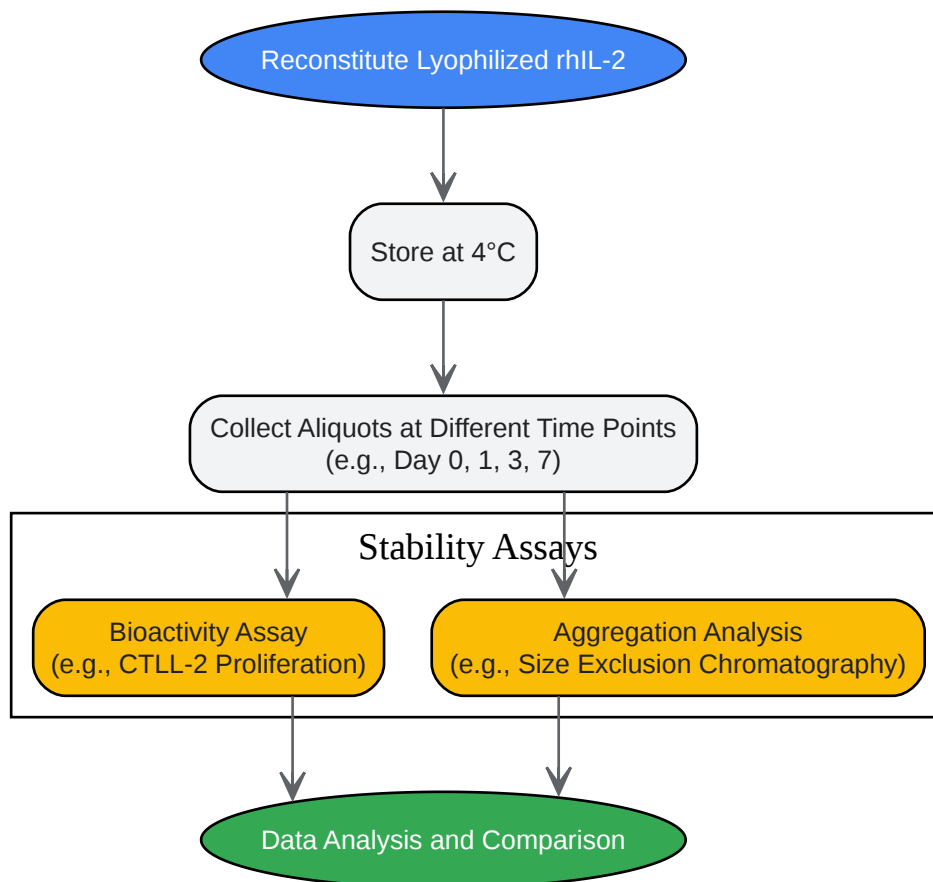 Reconstitute Lyophilized rhIL-2
Store at 4°C
Collect Aliquots at Different Time Points
(e.g., Day 0, 1, 3, 7)
Stability Assays
Bioactivity Assay
(e.g., CTLL-2 Proliferation)
Aggregation Analysis
(e.g., Size Exclusion Chromatography)
Data Analysis and Comparison